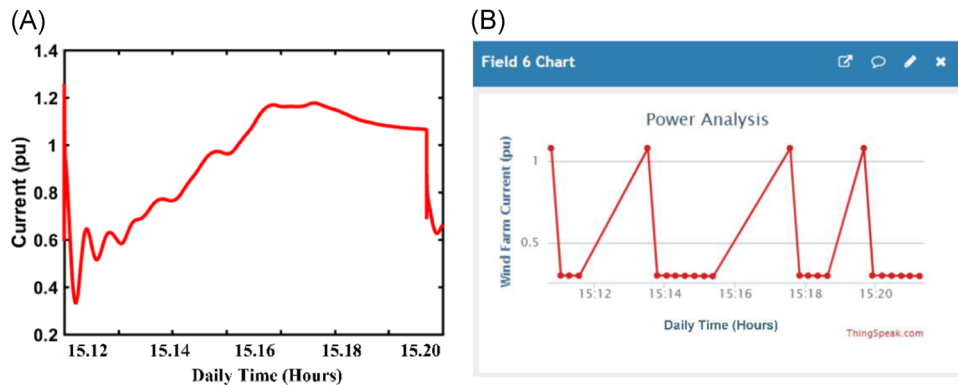 (A)
1.4
1.2
1
0.8
0.6
0.4
0.2
Current (pu)
15.12 15.14 15.16 15.18 15.20
Daily Time (Hours)
(B)
Field 6 Chart
Power Analysis
Wind Farm Current (pu)
1
0.5
15:12 15:14 15:16 15:18 15:20
Daily Time (Hours)
ThingSpeak.com